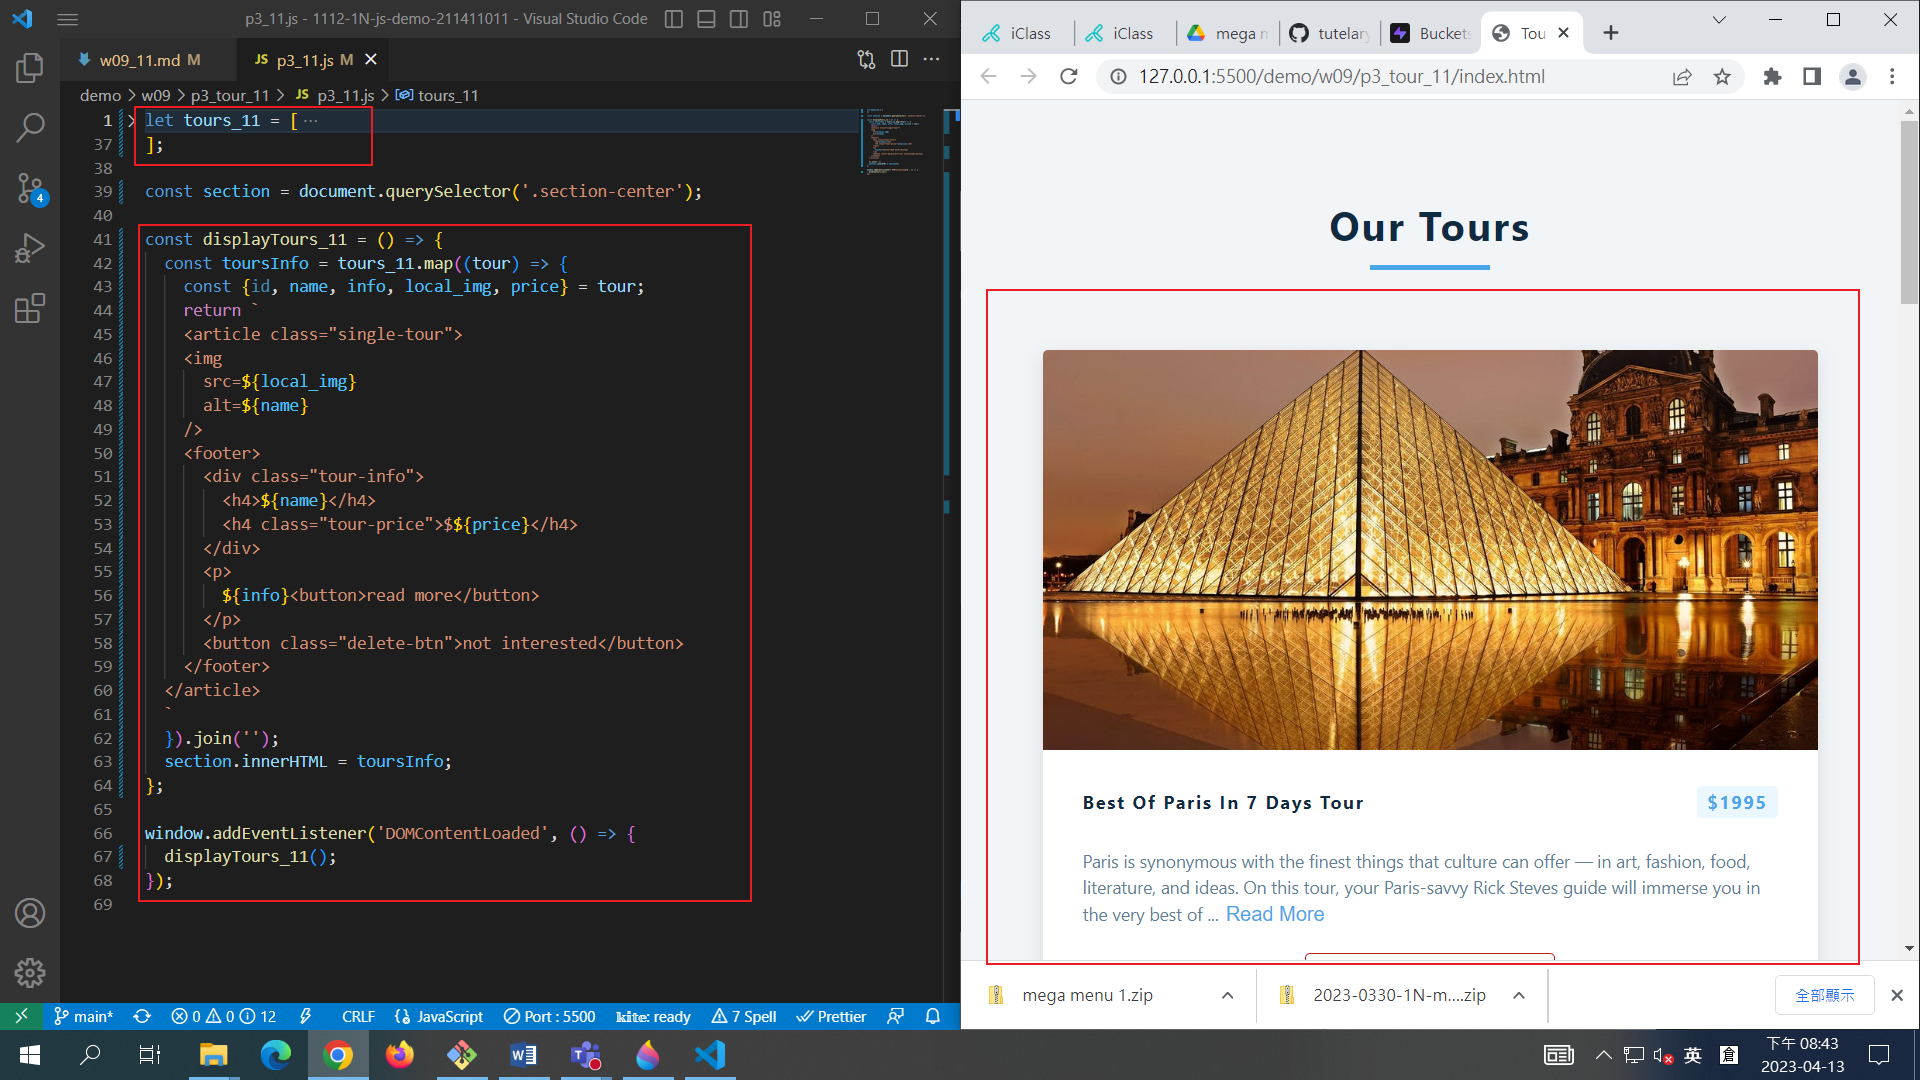 p3_11.js - 1112-1N-js-demo-211411011 - Visual Studio Code
w09_11.md M
JS p3_11.js M
demo > w09 > p3_tour_11 > JS p3_11.js > tours_11
1 let tours_11 = [ ···
37 ];
38
39 const section = document.querySelector('.section-center');
40
41 const displayTours_11 = () => {
42 const toursInfo = tours_11.map((tour) => {
43 const {id, name, info, local_img, price} = tour;
44 return `
45 <article class="single-tour">
46 <img
47 src=${local_img}
48 alt=${name}
49 />
50 <footer>
51 <div class="tour-info">
52 <h4>${name}</h4>
53 <h4 class="tour-price">$${price}</h4>
54 </div>
55 <p>
56 ${info}<button>read more</button>
57 </p>
58 <button class="delete-btn">not interested</button>
59 </footer>
60 </article>
61 `
62 }).join('');
63 section.innerHTML = toursInfo;
64 };
65
66 window.addEventListener('DOMContentLoaded', () => {
67 displayTours_11();
68 });
69
4
main* 0 0 12 CRLF JavaScript Port : 5500 kite: ready 7 Spell Prettier
iClass
iClass
mega m
tutelary
Buckets
Tou
127.0.0.1:5500/demo/w09/p3_tour_11/index.html
Our Tours
Best Of Paris In 7 Days Tour
$1995
Paris is synonymous with the finest things that culture can offer — in art, fashion, food,
literature, and ideas. On this tour, your Paris-savvy Rick Steves guide will immerse you in
the very best of ... Read More
mega menu 1.zip
2023-0330-1N-m....zip
全部顯示
英
倉
下午 08:43
2023-04-13